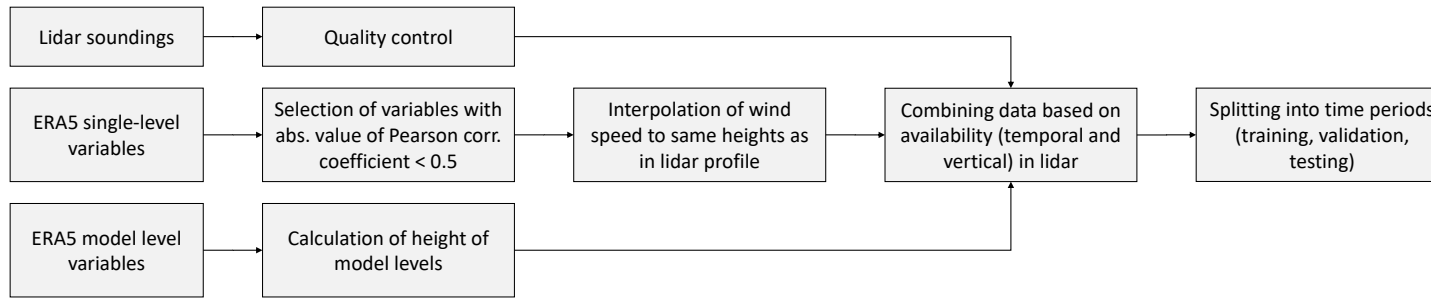 Lidar soundings
Quality control
ERA5 single-level
variables
Selection of variables with
abs. value of Pearson corr.
coefficient < 0.5
Interpolation of wind
speed to same heights as
in lidar profile
Combining data based on
availability (temporal and
vertical) in lidar
Splitting into time periods
(training, validation,
testing)
ERA5 model level
variables
Calculation of height of
model levels